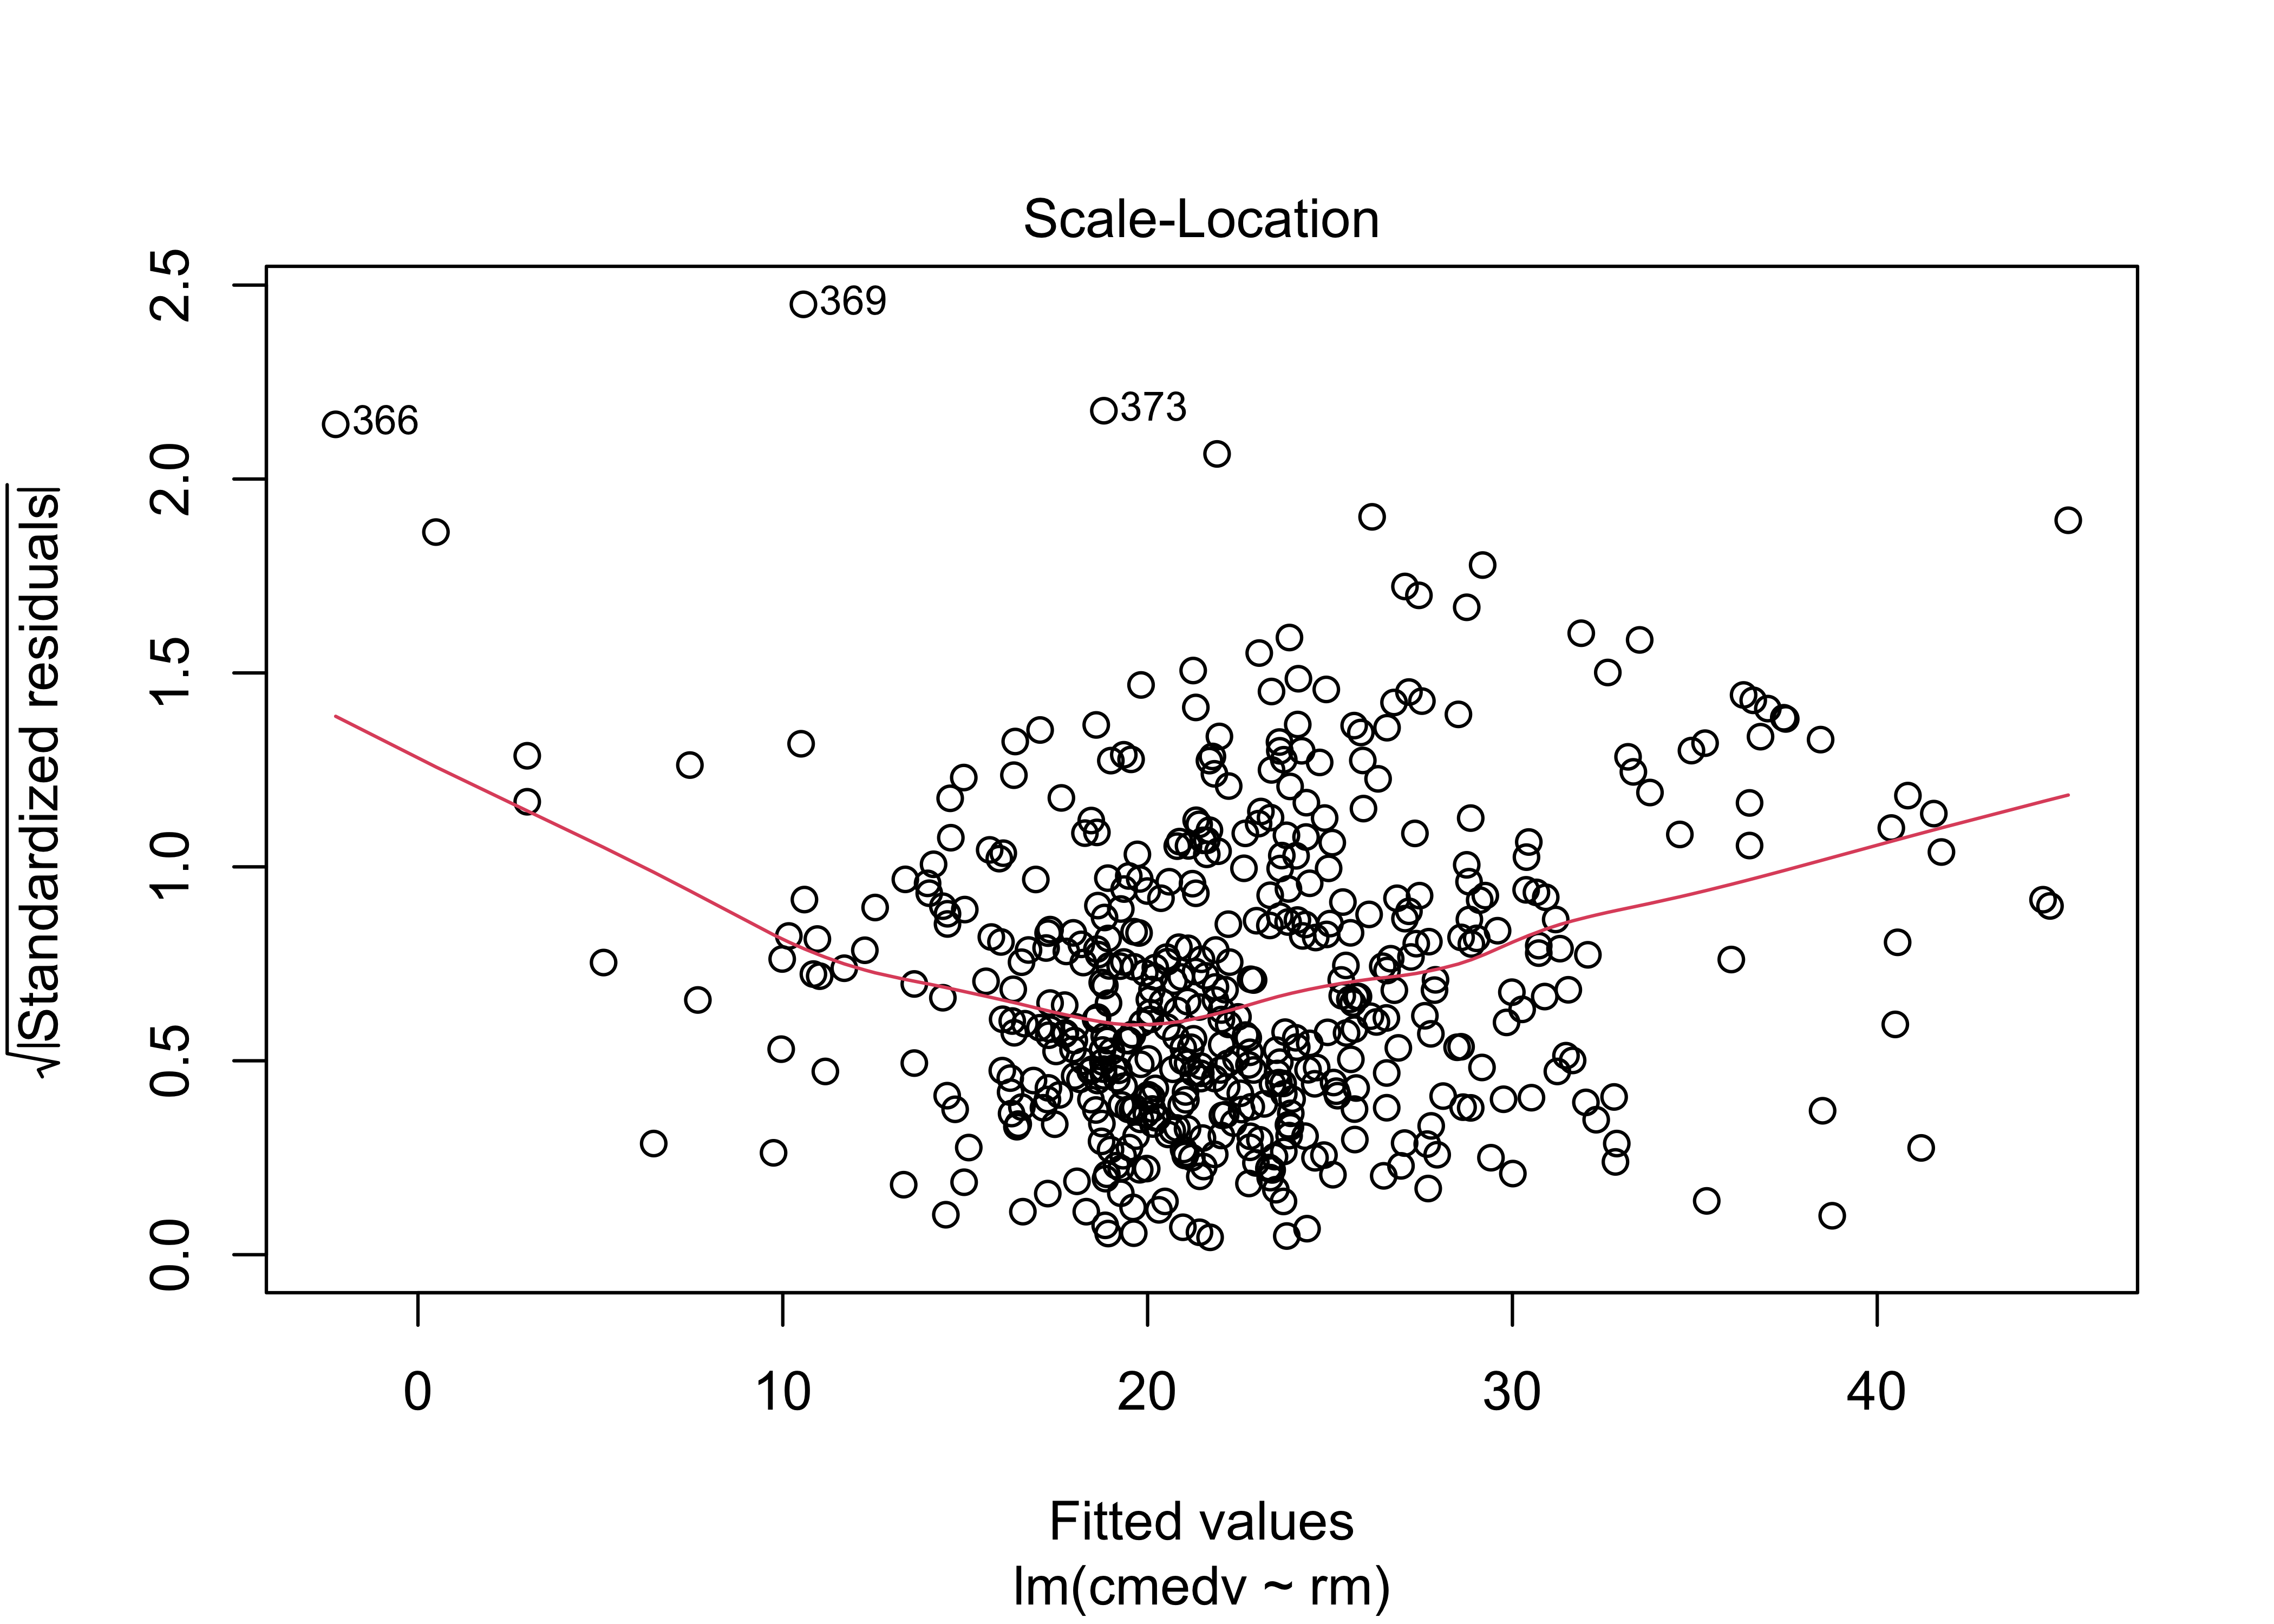 Scale-Location
√|Standardized residuals|
2.5
2.0
1.5
1.0
0.5
0.0
369
373
366
0 10 20 30 40
Fitted values
lm(cmedv ~ rm)